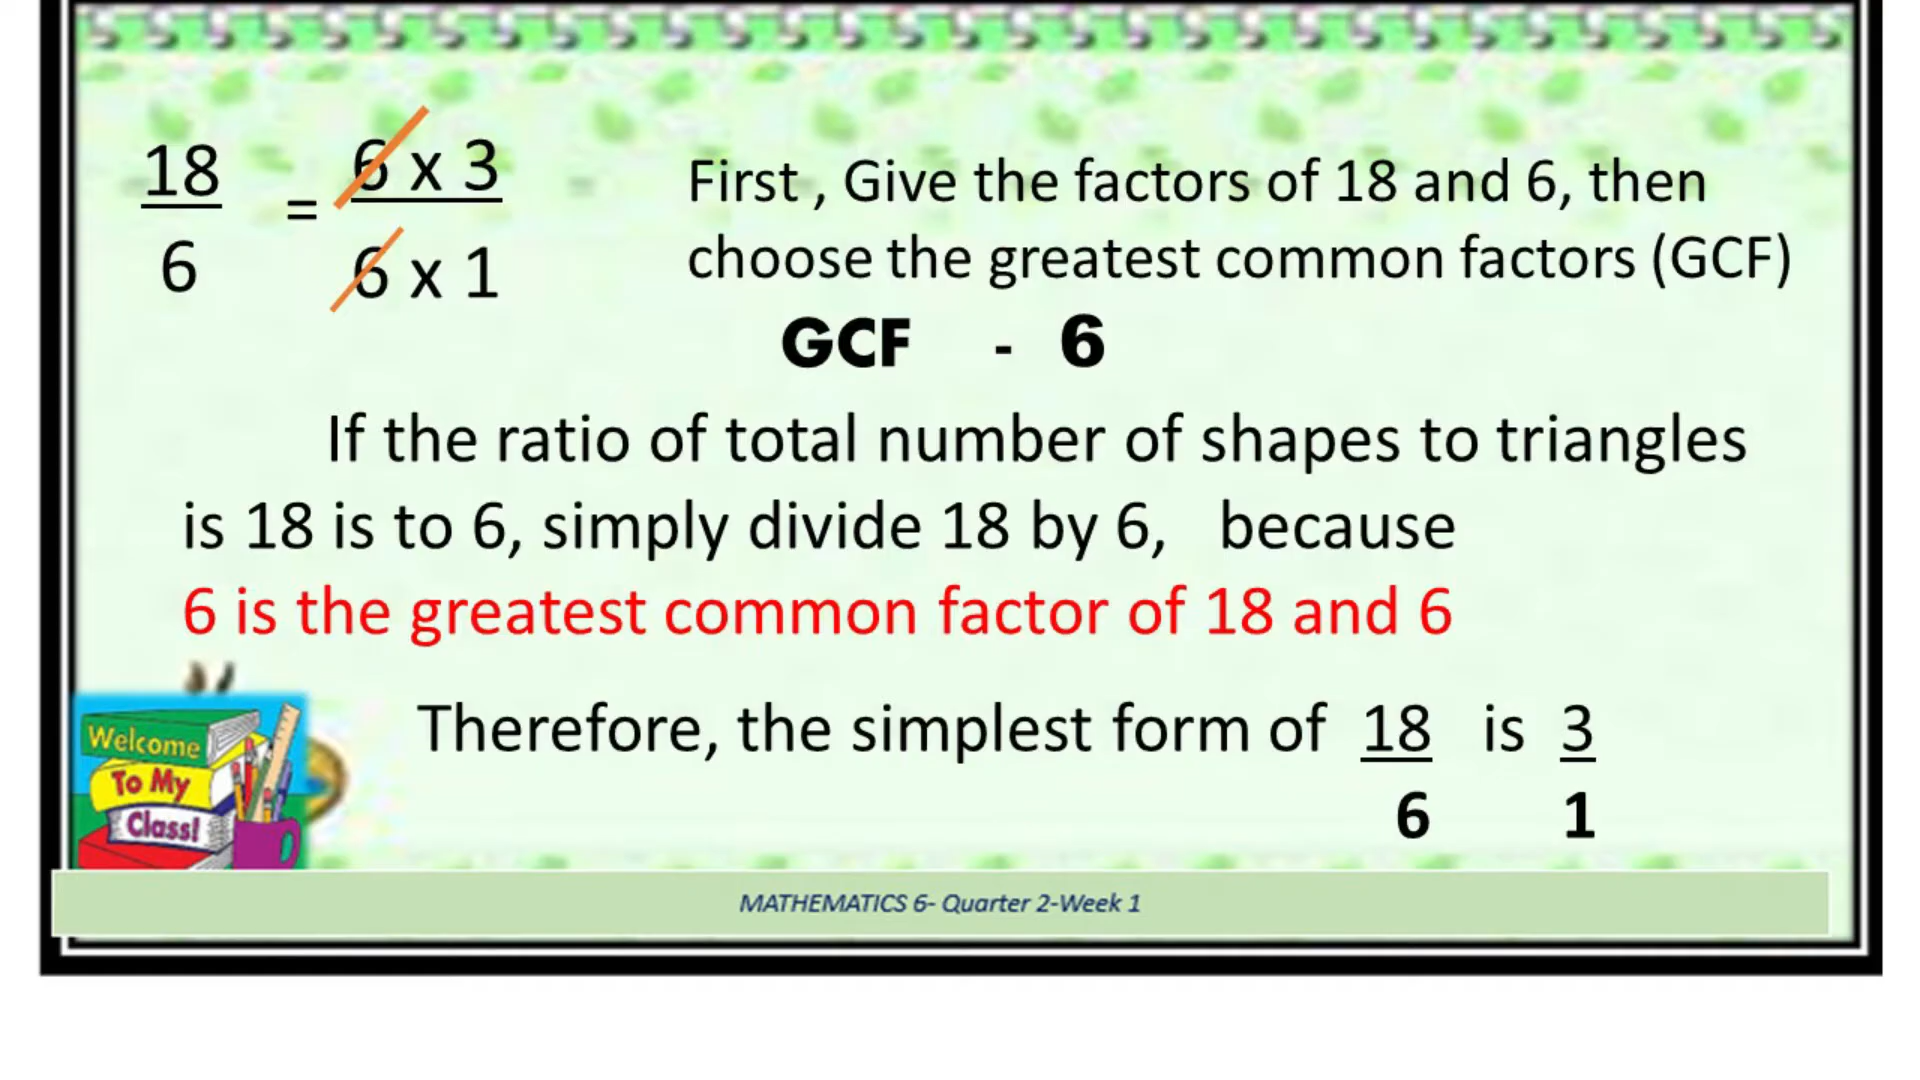 18 = 6 x 3
6 6 x 1
First , Give the factors of 18 and 6, then
choose the greatest common factors (GCF)
GCF - 6
If the ratio of total number of shapes to triangles
is 18 is to 6, simply divide 18 by 6, because
6 is the greatest common factor of 18 and 6
Therefore, the simplest form of 18 is 3
6 1
Welcome
To My
Class!
MATHEMATICS 6- Quarter 2-Week 1